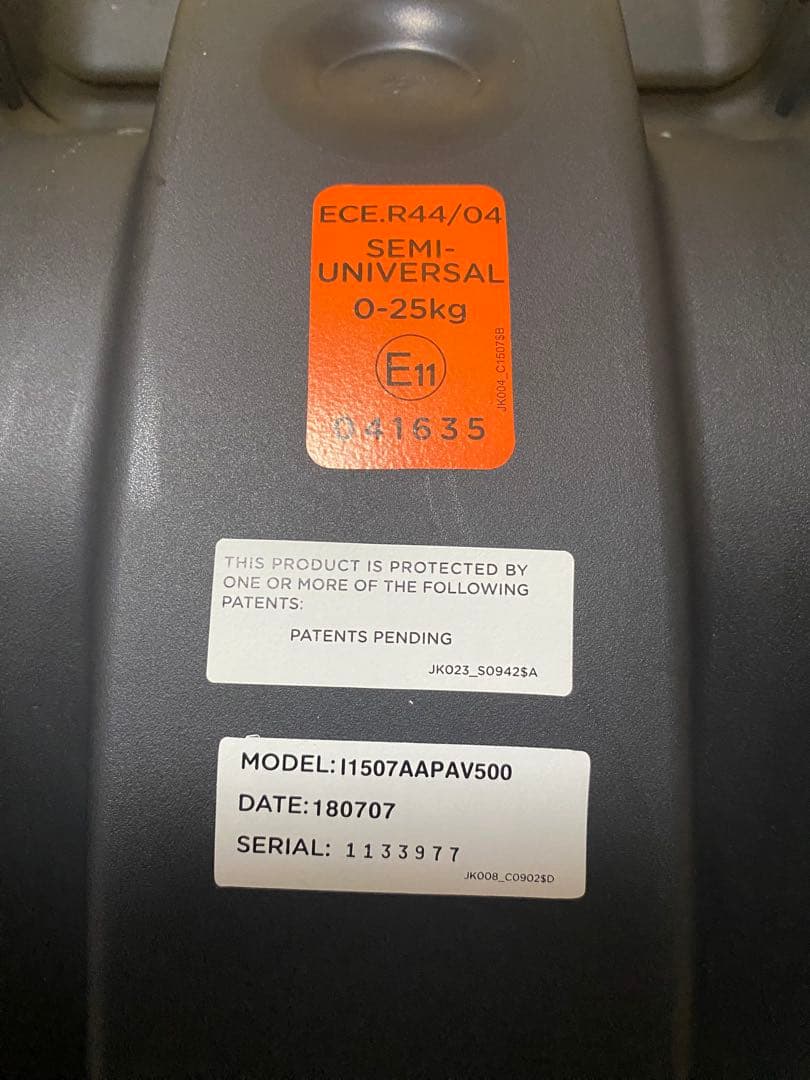 ECE.R44/04
SEMI-
UNIVERSAL
0-25kg
E11
041635
JK004_C1507$B
THIS PRODUCT IS PROTECTED BY
ONE OR MORE OF THE FOLLOWING
PATENTS:
PATENTS PENDING
JK023_S0942$A
MODEL:I1507AAPAV500
DATE:180707
SERIAL: 1133977
JK008_C0902$D